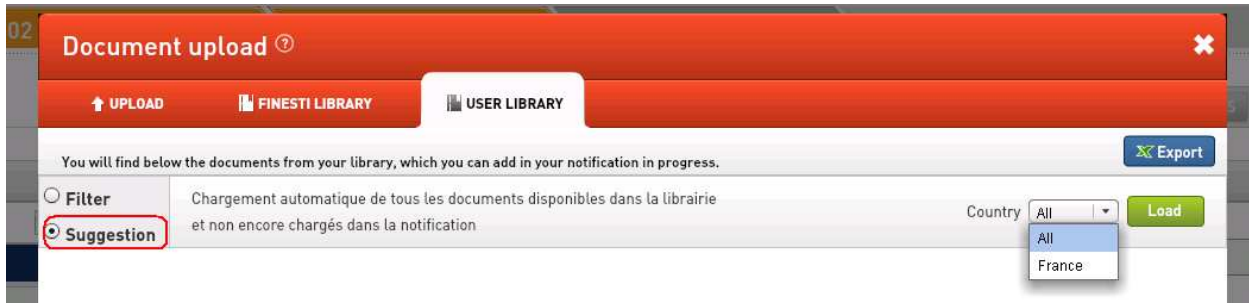 02
Document upload ?
UPLOAD
FINESTI LIBRARY
USER LIBRARY
You will find below the documents from your library, which you can add in your notification in progress.
Export
Filter
Suggestion
Chargement automatique de tous les documents disponibles dans la librairie
et non encore chargés dans la notification
Country
All
Load
All
France